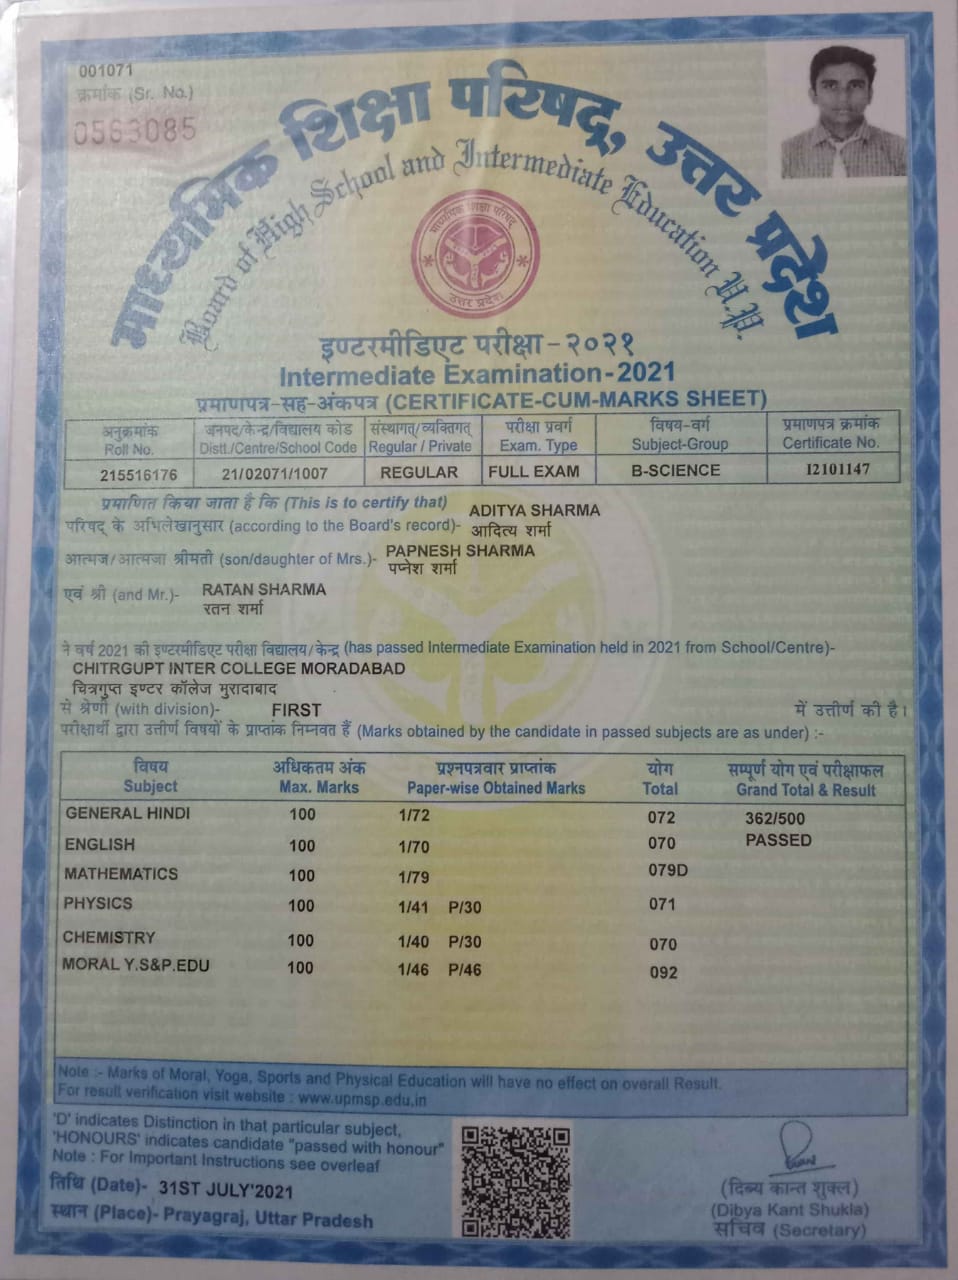 001071
क्रमांक (Sr. No.)
0563085
माध्यमिक शिक्षा परिषद्, उत्तर प्रदेश
Board of High School and Intermediate Education U.P.
माध्यमिक शिक्षा परिषद्
उत्तर प्रदेश
इण्टरमीडिएट परीक्षा-२०२१
Intermediate Examination-2021
प्रमाणपत्र-सह-अंकपत्र (CERTIFICATE-CUM-MARKS SHEET)
अनुक्रमांक जनपद/केन्द्र/विद्यालय कोड संस्थागत्/व्यक्तिगत् परीक्षा प्रवर्ग विषय-वर्ग प्रमाणपत्र क्रमांक
Roll No. Distt./Centre/School Code Regular / Private Exam. Type Subject-Group Certificate No.
215516176 21/02071/1007 REGULAR FULL EXAM B-SCIENCE I2101147
प्रमाणित किया जाता है कि (This is to certify that) ADITYA SHARMA
परिषद् के अभिलेखानुसार (according to the Board's record)- आदित्य शर्मा
आत्मज/आत्मजा श्रीमती (son/daughter of Mrs.)- PAPNESH SHARMA
पप्नेश शर्मा
एवं श्री (and Mr.)- RATAN SHARMA
रतन शर्मा
ने वर्ष 2021 की इण्टरमीडिएट परीक्षा विद्यालय/केन्द्र (has passed Intermediate Examination held in 2021 from School/Centre)-
CHITRGUPT INTER COLLEGE MORADABAD
चित्रगुप्त इण्टर कॉलेज मुरादाबाद
से श्रेणी (with division)- FIRST में उत्तीर्ण की है।
परीक्षार्थी द्वारा उत्तीर्ण विषयों के प्राप्तांक निम्नवत हैं (Marks obtained by the candidate in passed subjects are as under) :-
विषय अधिकतम अंक प्रश्नपत्रवार प्राप्तांक योग सम्पूर्ण योग एवं परीक्षाफल
Subject Max. Marks Paper-wise Obtained Marks Total Grand Total & Result
GENERAL HINDI 100 1/72 072 362/500
ENGLISH 100 1/70 070 PASSED
MATHEMATICS 100 1/79 079D
PHYSICS 100 1/41 P/30 071
CHEMISTRY 100 1/40 P/30 070
MORAL Y.S&P.EDU 100 1/46 P/46 092
Note :- Marks of Moral, Yoga, Sports and Physical Education will have no effect on overall Result.
For result verification visit website : www.upmsp.edu.in
'D' indicates Distinction in that particular subject,
'HONOURS' indicates candidate "passed with honour"
Note : For Important Instructions see overleaf
तिथि (Date)- 31ST JULY'2021
स्थान (Place)- Prayagraj, Uttar Pradesh
(दिब्य कान्त शुक्ल)
(Dibya Kant Shukla)
सचिव (Secretary)